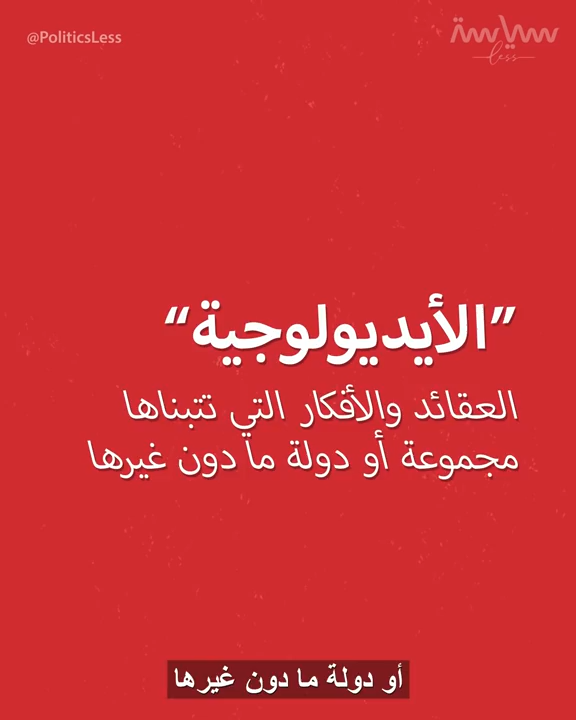 @PoliticsLess
سياسة
less
”الأيديولوجية“
العقائد والأفكار التي تتبناها
مجموعة أو دولة ما دون غيرها
أو دولة ما دون غيرها